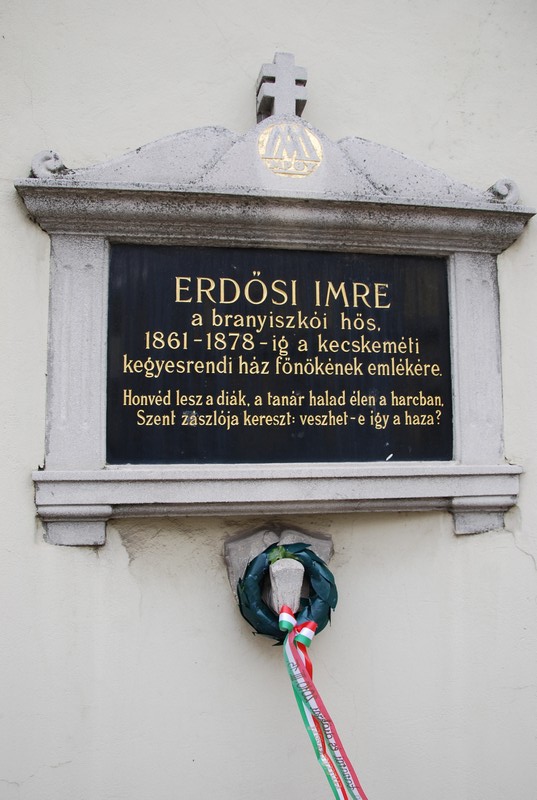 ERDŐSI IMRE
a branyiszkói hős,
1861-1878-ig a kecskeméti
kegyesrendi ház főnökének emlékére.
Honvéd lesz a diák, a tanár halad élen a harcban,
Szent zászlója kereszt: veszhet-e így a haza?